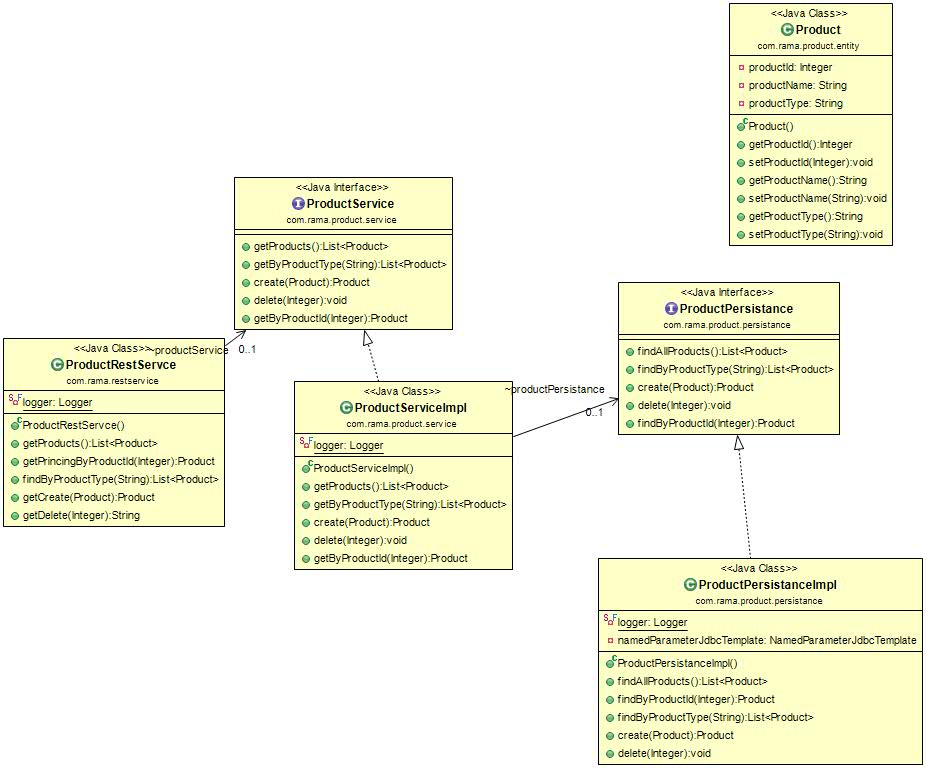 <<Java Class>>
Product
com.rama.product.entity
productId: Integer
productName: String
productType: String
Product()
getProductId():Integer
setProductId(Integer):void
getProductName():String
setProductName(String):void
getProductType():String
setProductType(String):void
<<Java Interface>>
ProductService
com.rama.product.service
getProducts():List<Product>
getByProductType(String):List<Product>
create(Product):Product
delete(Integer):void
getByProductId(Integer):Product
~productService
0..1
<<Java Class>>
ProductRestServce
com.rama.restservice
logger: Logger
ProductRestServce()
getProducts():List<Product>
getPrincingByProductId(Integer):Product
findByProductType(String):List<Product>
getCreate(Product):Product
getDelete(Integer):String
<<Java Class>>
ProductServiceImpl
com.rama.product.service
logger: Logger
ProductServiceImpl()
getProducts():List<Product>
getByProductType(String):List<Product>
create(Product):Product
delete(Integer):void
getByProductId(Integer):Product
~productPersistance
0..1
<<Java Interface>>
ProductPersistance
com.rama.product.persistance
findAllProducts():List<Product>
findByProductType(String):List<Product>
create(Product):Product
delete(Integer):void
findByProductId(Integer):Product
<<Java Class>>
ProductPersistanceImpl
com.rama.product.persistance
logger: Logger
namedParameterJdbcTemplate: NamedParameterJdbcTemplate
ProductPersistanceImpl()
findAllProducts():List<Product>
findByProductId(Integer):Product
findByProductType(String):List<Product>
create(Product):Product
delete(Integer):void